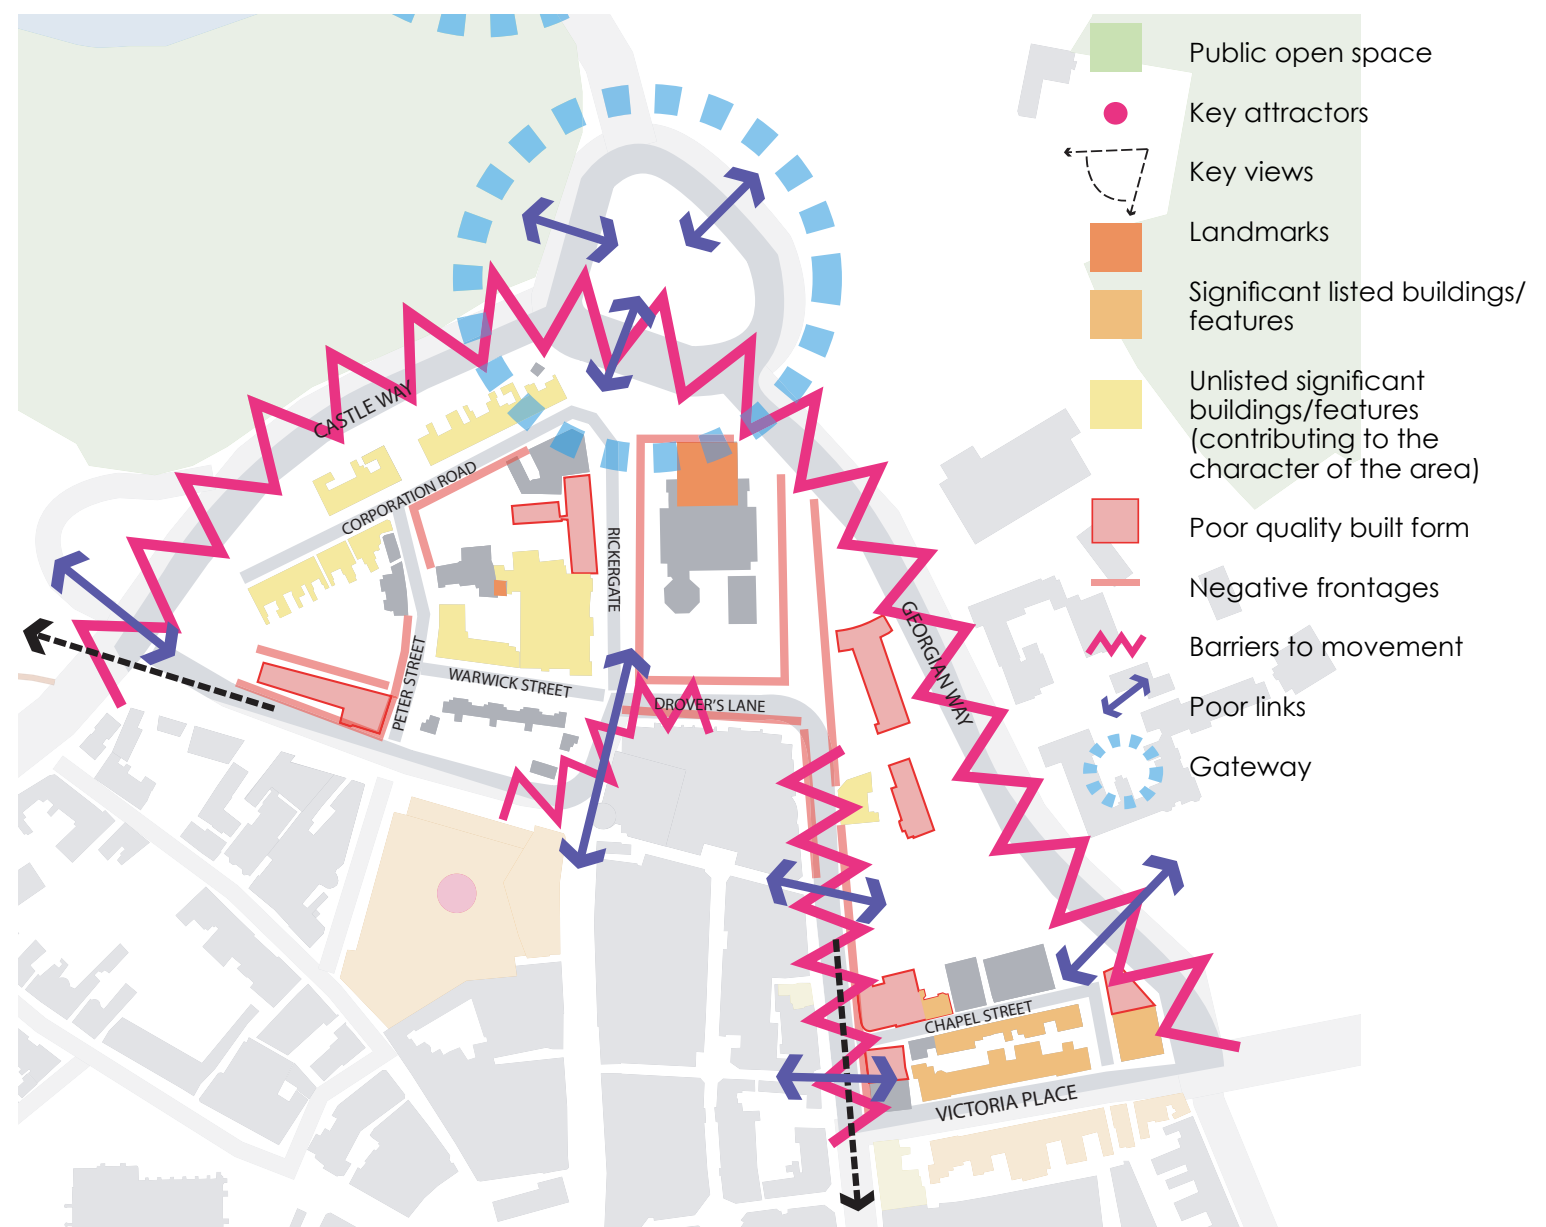 Public open space
Key attractors
Key views
Landmarks
Significant listed buildings/
features
Unlisted significant
buildings/features
(contributing to the
character of the area)
Poor quality built form
Negative frontages
Barriers to movement
Poor links
Gateway
CASTLE WAY
CORPORATION ROAD
RICKERGATE
PETER STREET
WARWICK STREET
DROVER'S LANE
GEORGIAN WAY
CHAPEL STREET
VICTORIA PLACE